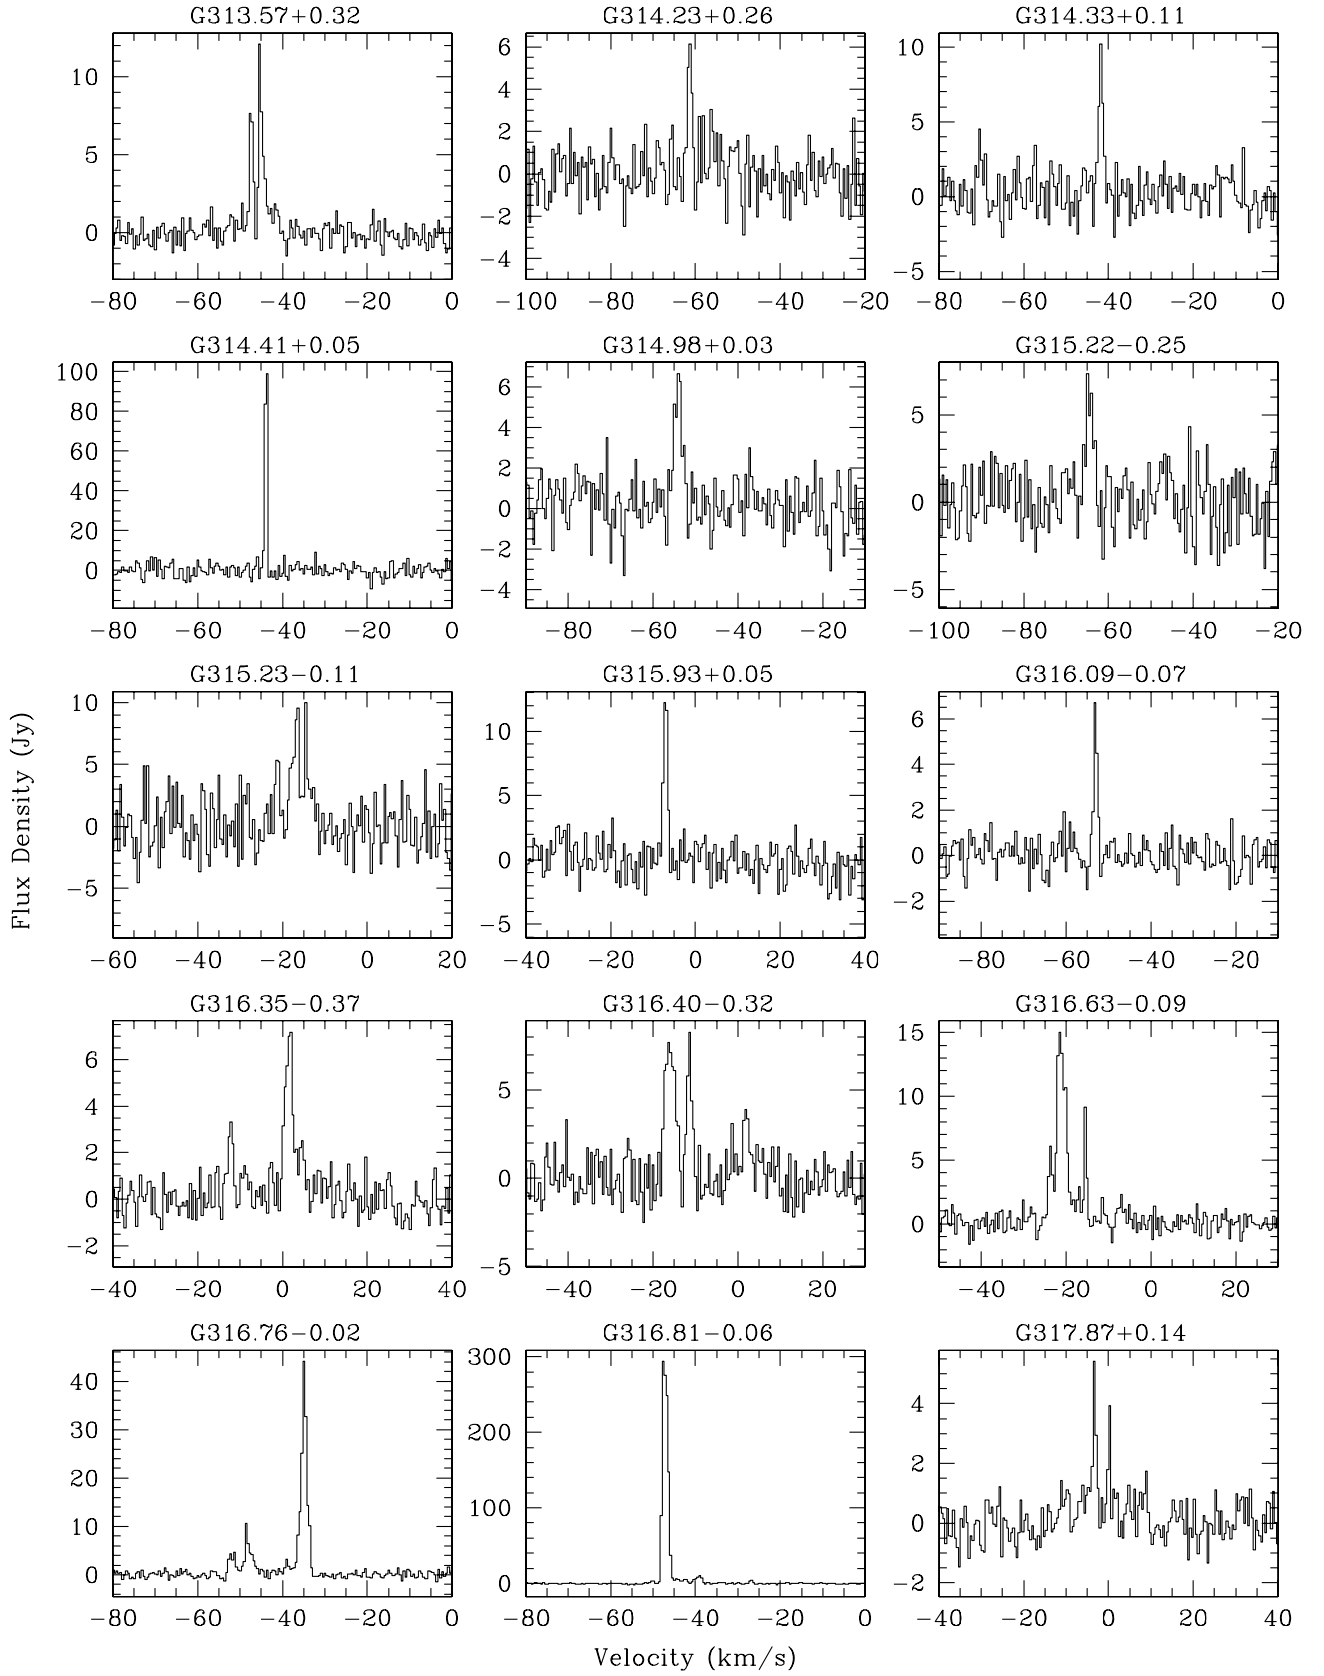 G313.57+0.32 G314.23+0.26 G314.33+0.11
10 5 0
6 4 2 0 −2 −4
10 5 0 −5
−80 −60 −40 −20 0 −100 −80 −60 −40 −20 −80 −60 −40 −20 0
G314.41+0.05 G314.98+0.03 G315.22−0.25
100 80 60 40 20 0
6 4 2 0 −2 −4
5 0 −5
−80 −60 −40 −20 0 −80 −60 −40 −20 −100 −80 −60 −40 −20
G315.23−0.11 G315.93+0.05 G316.09−0.07
Flux Density (Jy)
10 5 0 −5
10 5 0 −5
6 4 2 0 −2
−60 −40 −20 0 20 −40 −20 0 20 40 −80 −60 −40 −20
G316.35−0.37 G316.40−0.32 G316.63−0.09
6 4 2 0 −2
5 0 −5
15 10 5 0
−40 −20 0 20 40 −40 −20 0 20 −40 −20 0 20
G316.76−0.02 G316.81−0.06 G317.87+0.14
40 30 20 10 0
300 200 100 0
4 2 0 −2
−80 −60 −40 −20 0 −80 −60 −40 −20 0 −40 −20 0 20 40
Velocity (km/s)